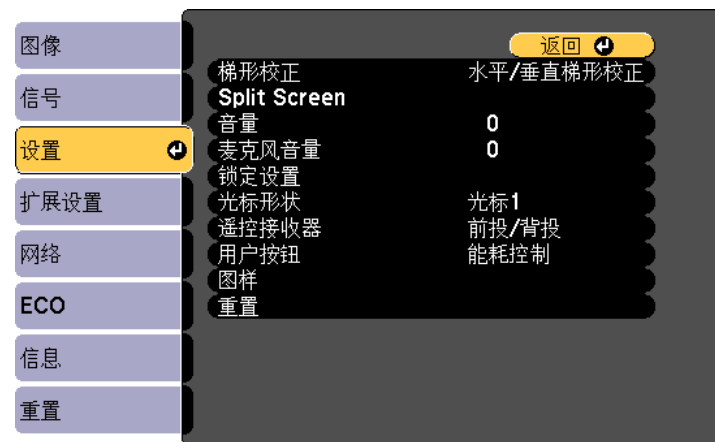 图像
信号
设置
扩展设置
网络
ECO
信息
重置
返回
梯形校正 水平/垂直梯形校正
Split Screen
音量 0
麦克风音量 0
锁定设置
光标形状 光标1
遥控接收器 前投/背投
用户按钮 能耗控制
图样
重置